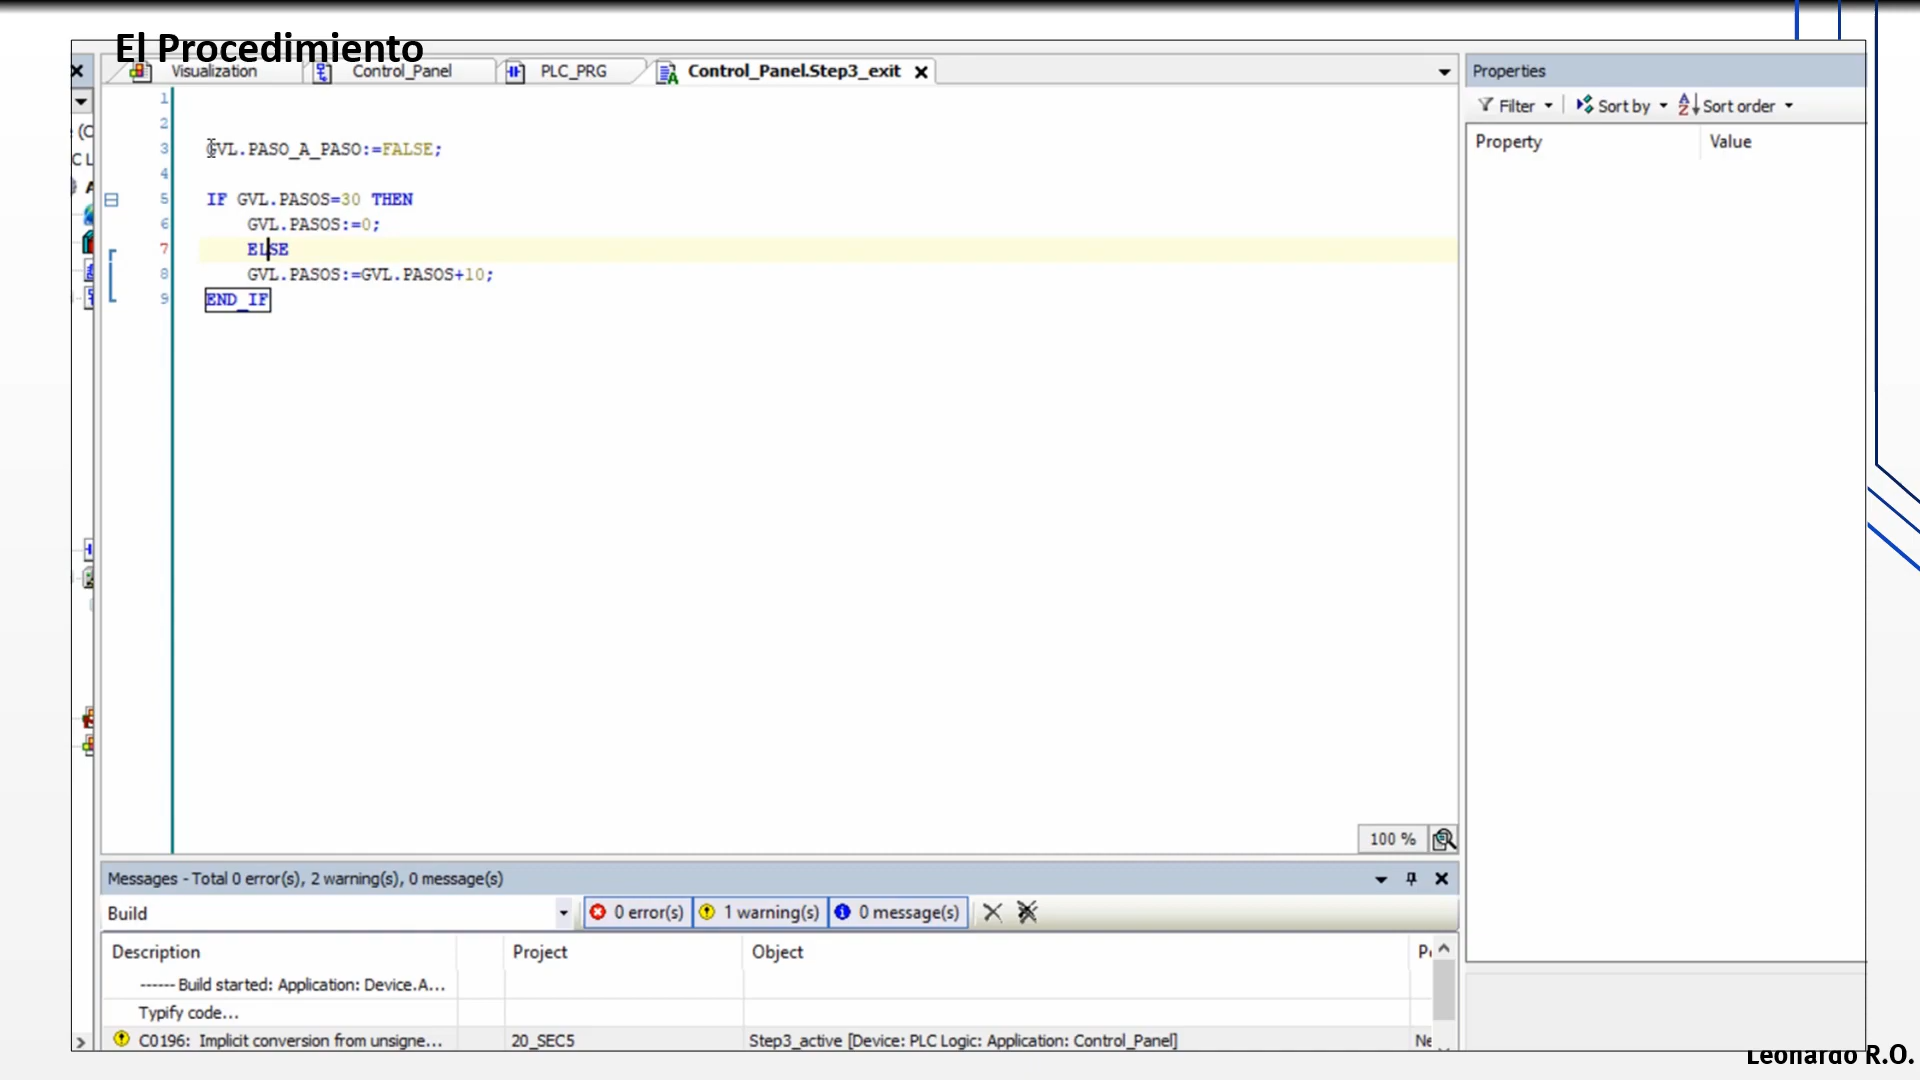 El Procedimiento
Visualization
Control_Panel
PLC_PRG
Control_Panel.Step3_exit
Properties
Filter
Sort by
Sort order
Property
Value
1
2
3 GVL.PASO_A_PASO:=FALSE;
4
5 IF GVL.PASOS=30 THEN
6 GVL.PASOS:=0;
7 ELSE
8 GVL.PASOS:=GVL.PASOS+10;
9 END_IF
100 %
Messages - Total 0 error(s), 2 warning(s), 0 message(s)
Build
0 error(s)
1 warning(s)
0 message(s)
Description
Project
Object
------ Build started: Application: Device.A...
Typify code...
C0196: Implicit conversion from unsigne...
20_SEC5
Step3_active [Device: PLC Logic: Application: Control_Panel]
Leonardo R.O.